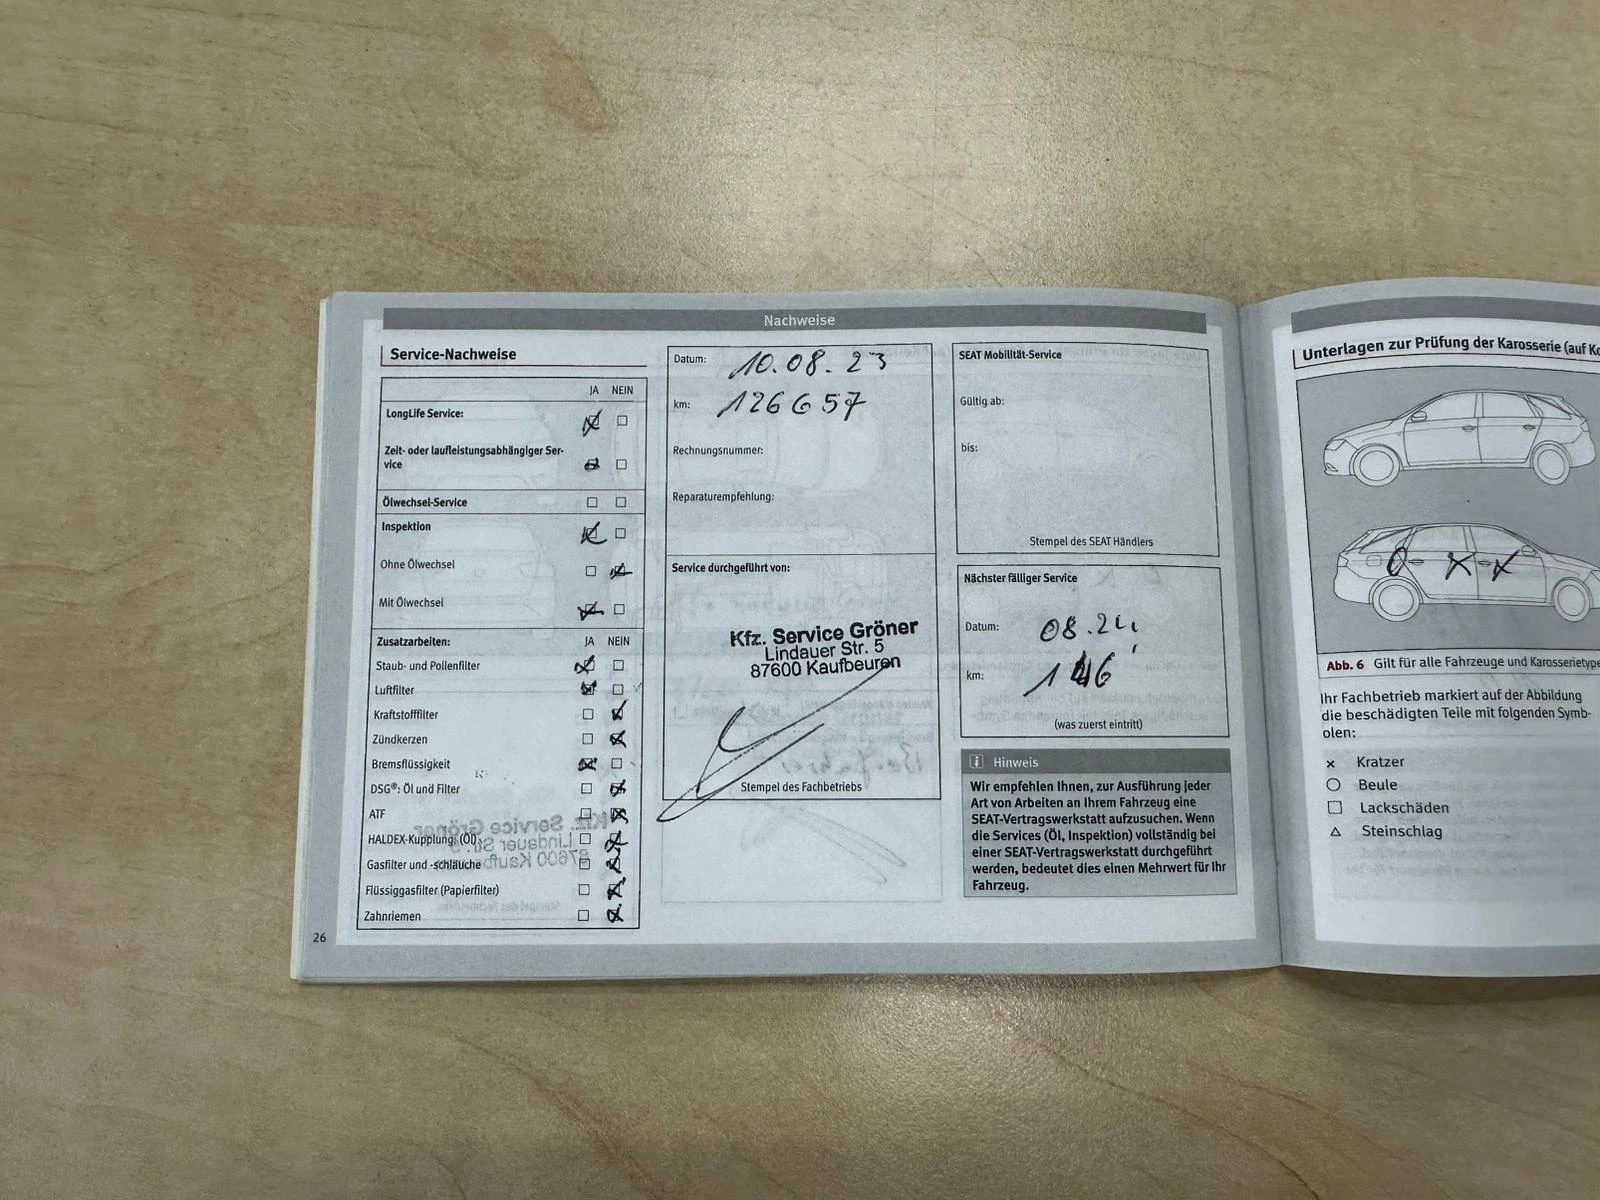 Nachweise
Service-Nachweise
JA NEIN
LongLife Service:
Zeit- oder laufleistungsabhängiger Ser-
vice
Ölwechsel-Service
Inspektion
Ohne Ölwechsel
Mit Ölwechsel
Zusatzarbeiten: JA NEIN
Staub- und Pollenfilter
Luftfilter
Kraftstofffilter
Zündkerzen
Bremsflüssigkeit
DSG®: Öl und Filter
ATF
HALDEX-Kupplung: (Öl)
Gasfilter und -schläuche
Flüssiggasfilter (Papierfilter)
Zahnriemen
26
Datum: 10.08.23
km: 126657
Rechnungsnummer:
Reparaturempfehlung:
Service durchgeführt von:
Kfz. Service Gröner
Lindauer Str. 5
87600 Kaufbeuren
Stempel des Fachbetriebs
SEAT Mobilität-Service
Gültig ab:
bis:
Stempel des SEAT Händlers
Nächster fälliger Service
Datum: 08.24
km: 146
(was zuerst eintritt)
i Hinweis
Wir empfehlen Ihnen, zur Ausführung jeder
Art von Arbeiten an Ihrem Fahrzeug eine
SEAT-Vertragswerkstatt aufzusuchen. Wenn
die Services (Öl, Inspektion) vollständig bei
einer SEAT-Vertragswerkstatt durchgeführt
werden, bedeutet dies einen Mehrwert für Ihr
Fahrzeug.
Unterlagen zur Prüfung der Karosserie (auf
Abb. 6 Gilt für alle Fahrzeuge und Karosserietype
Ihr Fachbetrieb markiert auf der Abbildung
die beschädigten Teile mit folgenden Symb-
olen:
× Kratzer
○ Beule
□ Lackschäden
△ Steinschlag